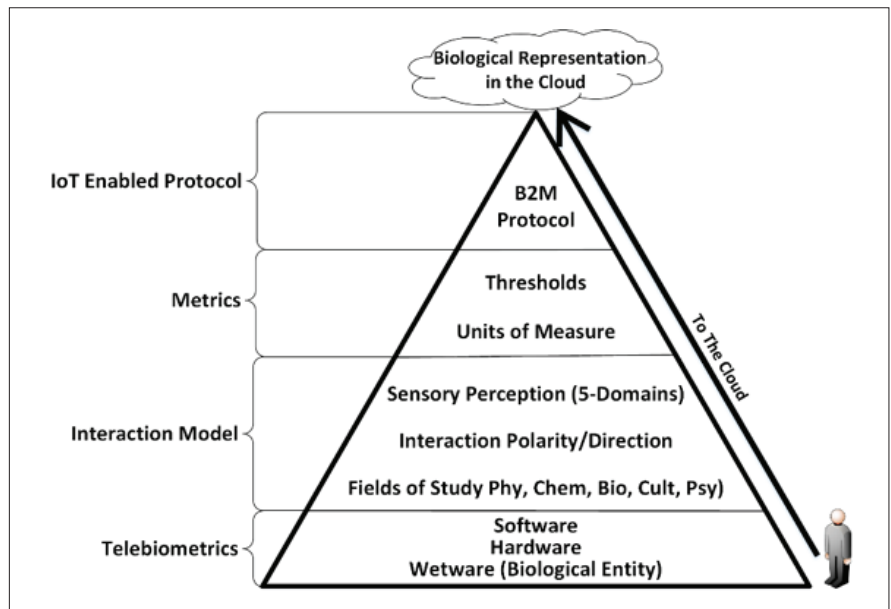 Biological Representation
in the Cloud
IoT Enabled Protocol
B2M
Protocol
Metrics
Thresholds
Units of Measure
To The Cloud
Interaction Model
Sensory Perception (5-Domains)
Interaction Polarity/Direction
Fields of Study Phy, Chem, Bio, Cult, Psy)
Telebiometrics
Software
Hardware
Wetware (Biological Entity)